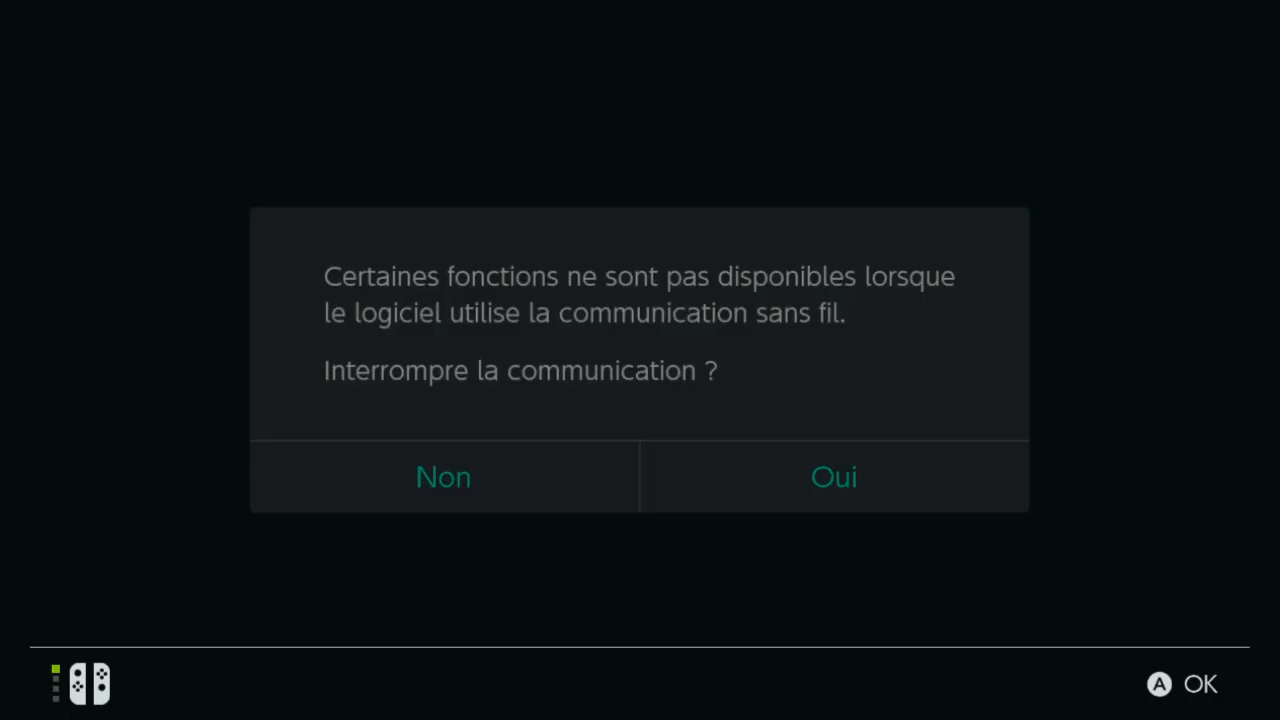 Certaines fonctions ne sont pas disponibles lorsque
le logiciel utilise la communication sans fil.
Interrompre la communication ?
Non
Oui
A OK